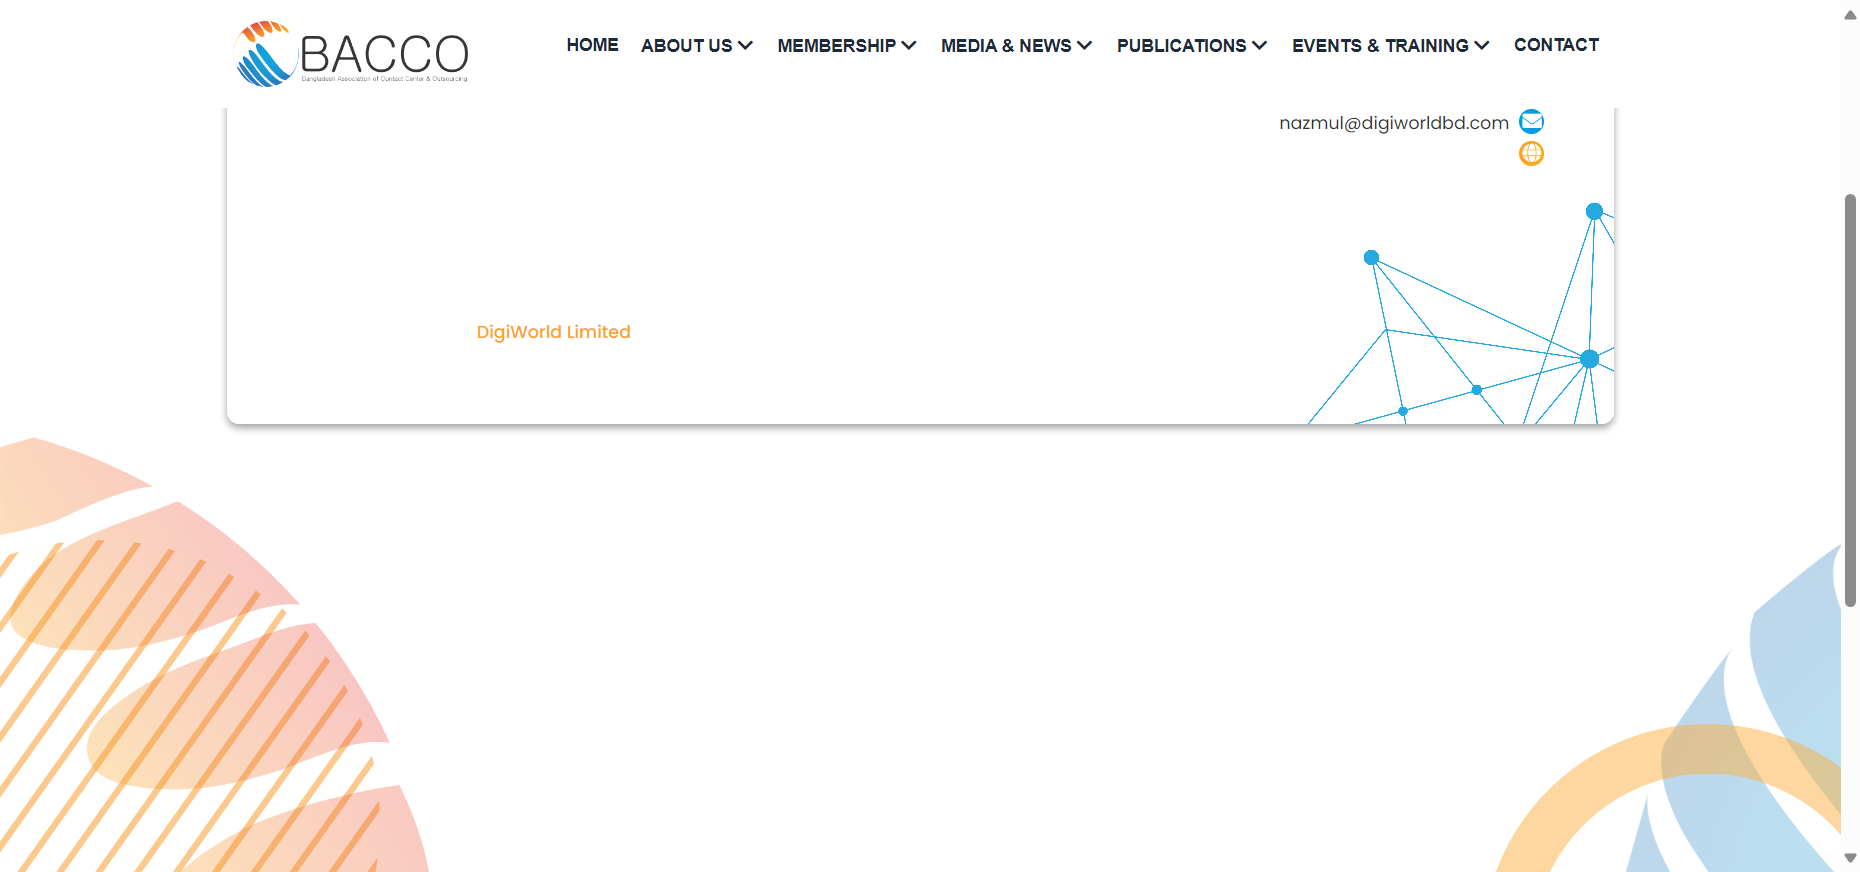 BACCO
Bangladesh Association of Contact Center & Outsourcing
HOME
ABOUT US
MEMBERSHIP
MEDIA & NEWS
PUBLICATIONS
EVENTS & TRAINING
CONTACT
nazmul@digiworldbd.com
DigiWorld Limited